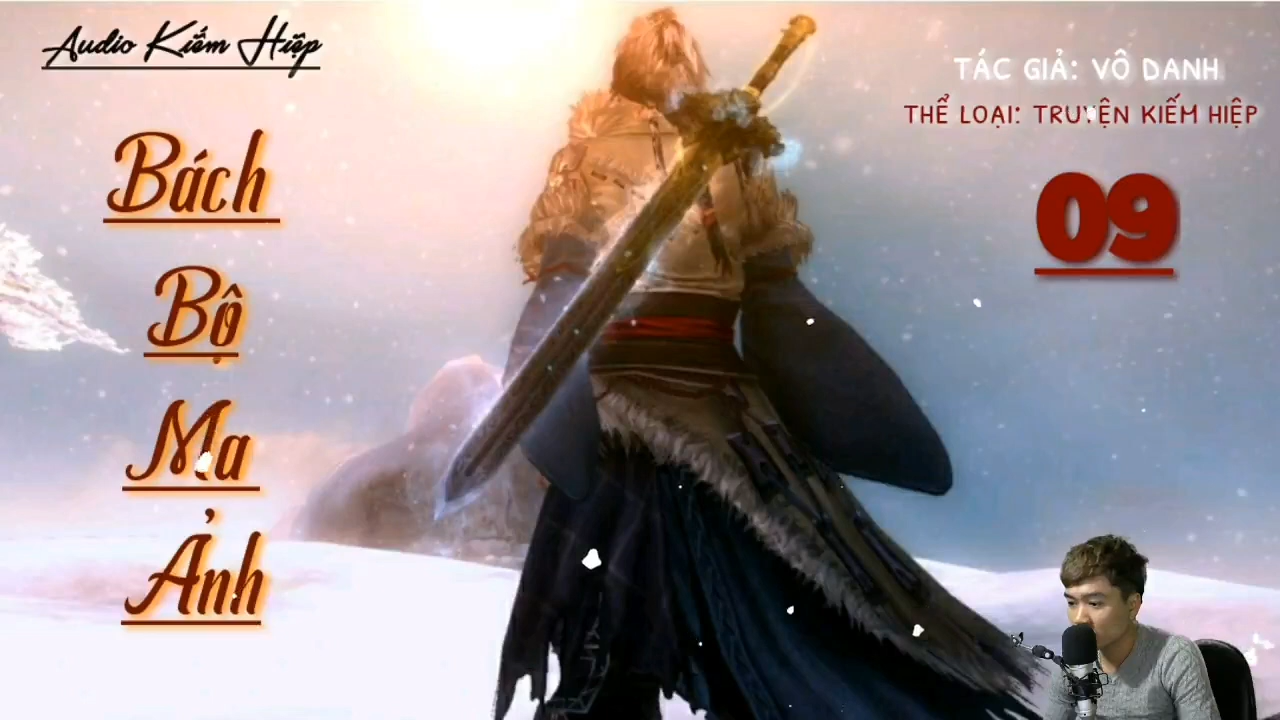 Audio Kiếm Hiệp
Bách
Bộ
Ma
Ảnh
TÁC GIẢ: VÔ DANH
THỂ LOẠI: TRUYỆN KIẾM HIỆP
09